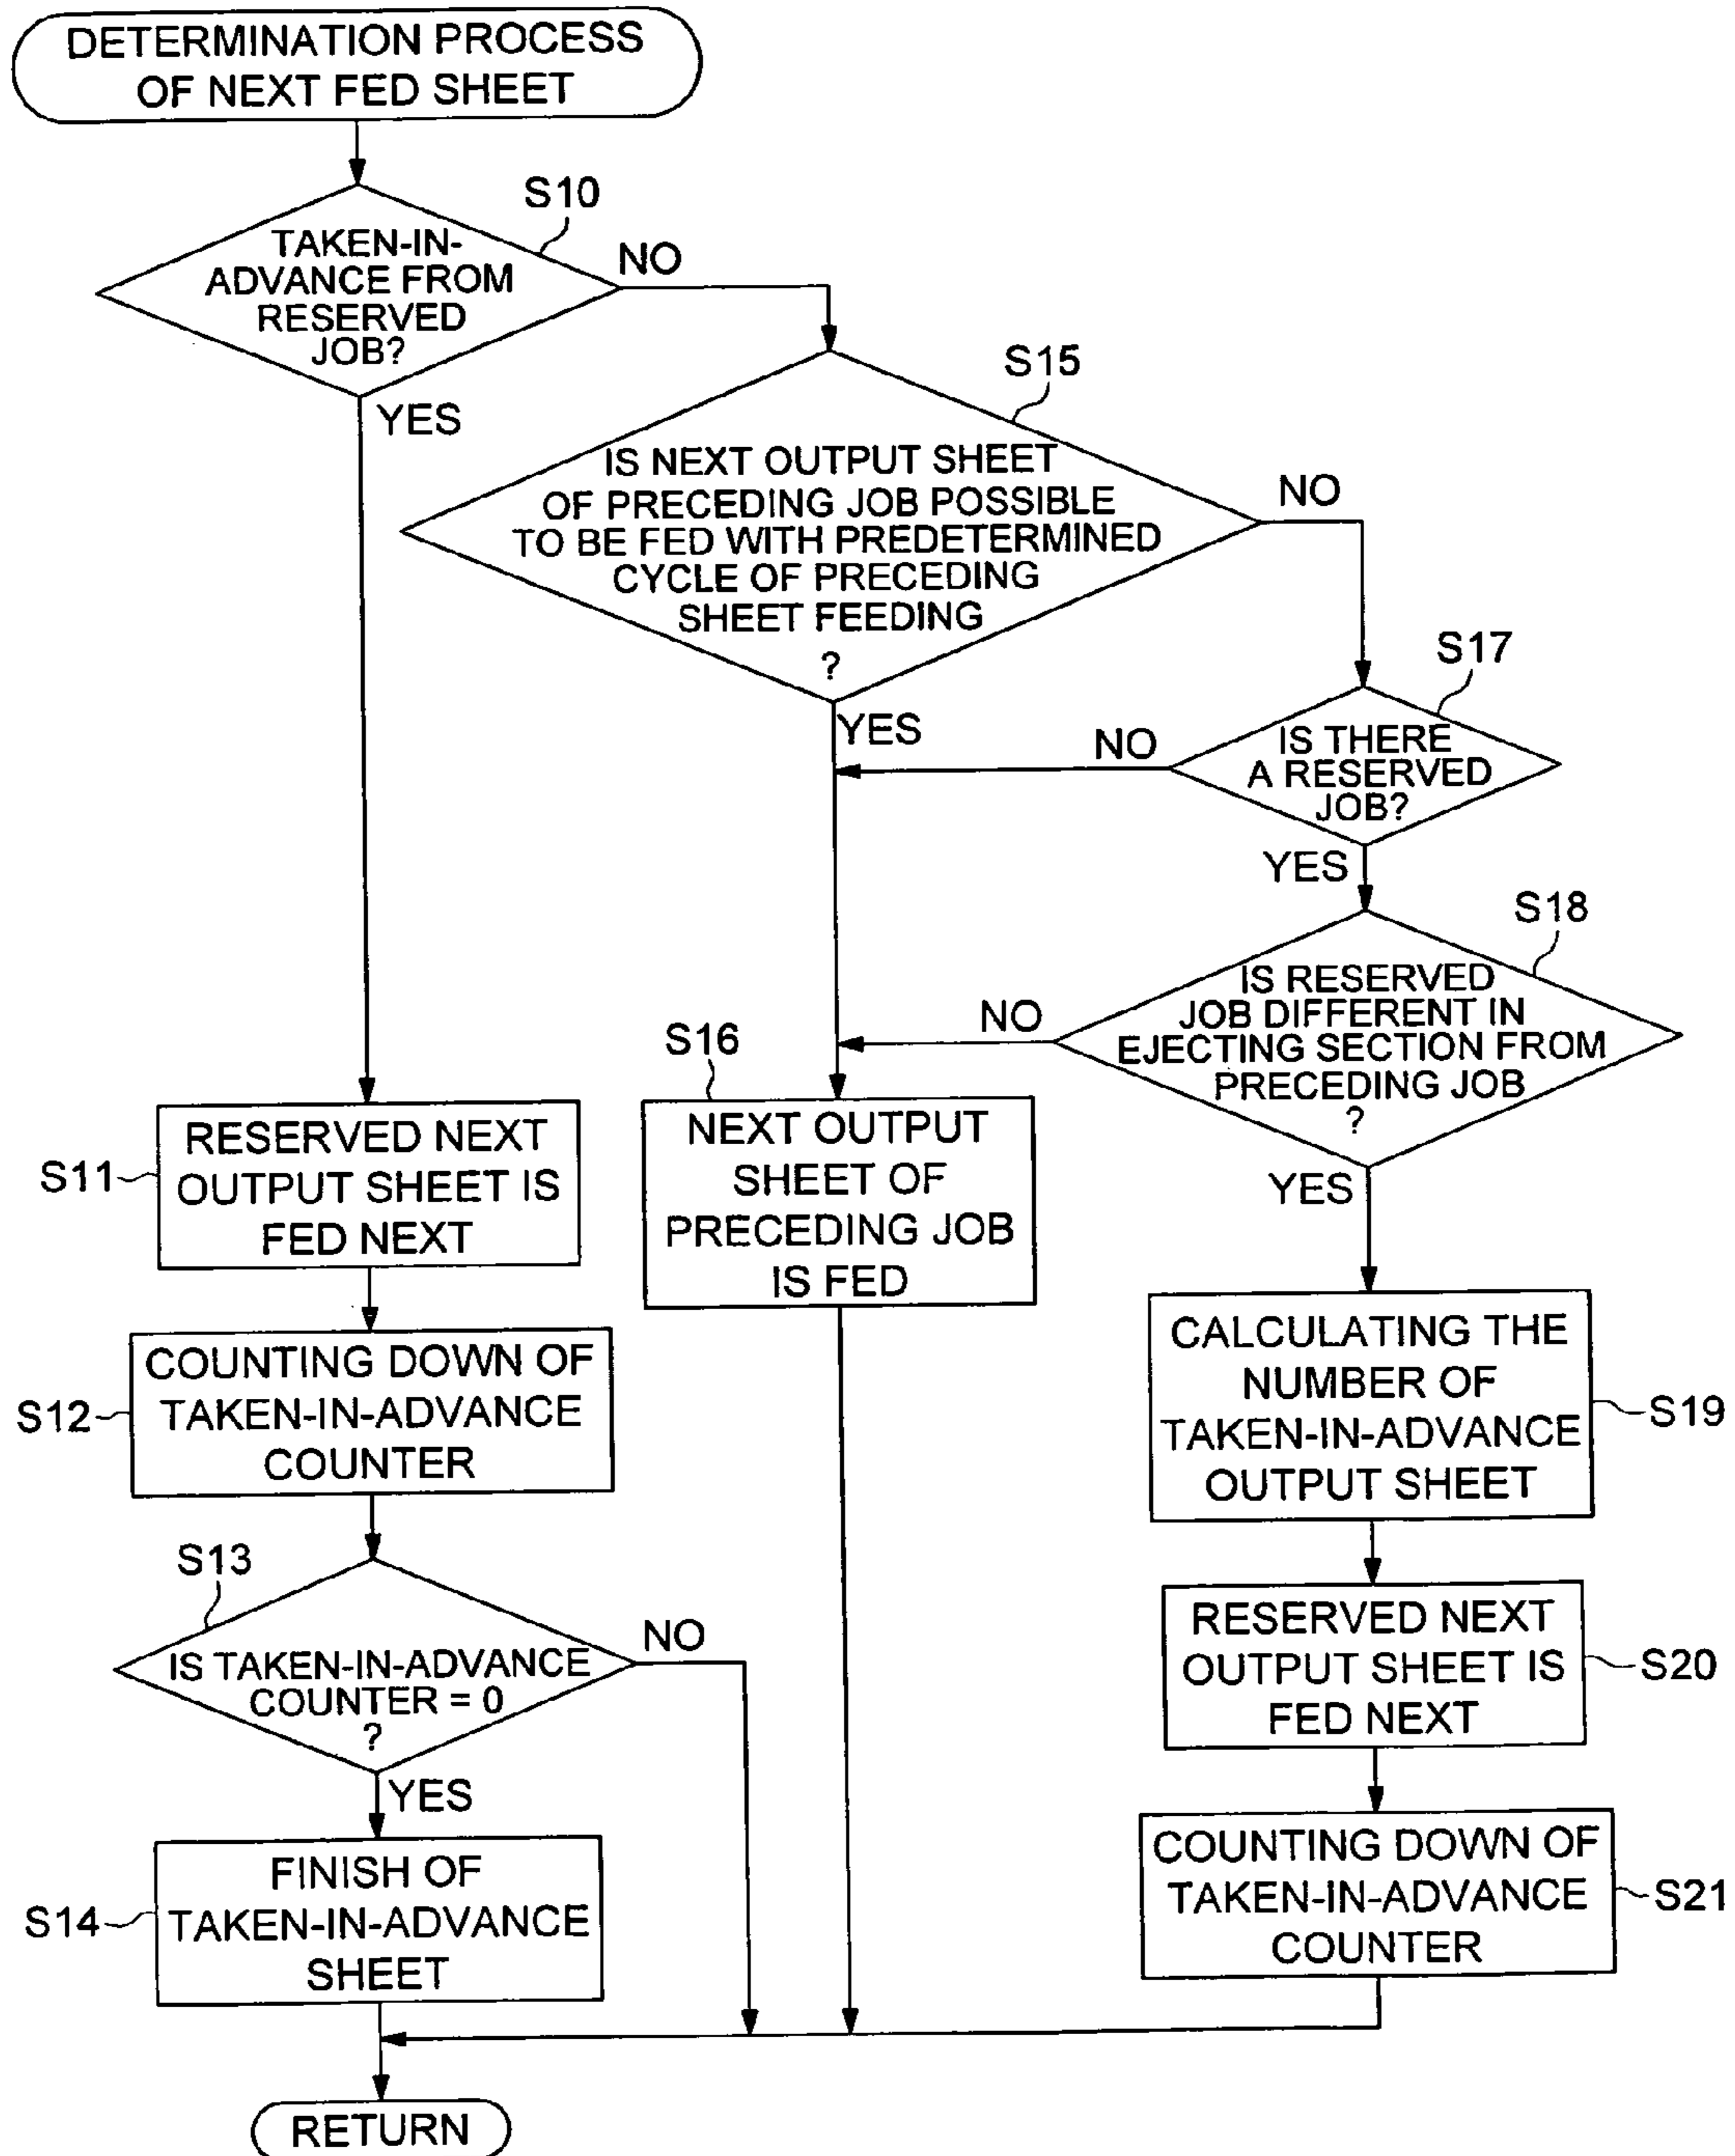 DETERMINATION PROCESS
OF NEXT FED SHEET
S10
TAKEN-IN-
ADVANCE FROM
RESERVED
JOB?
NO
YES
S15
IS NEXT OUTPUT SHEET
OF PRECEDING JOB POSSIBLE
TO BE FED WITH PREDETERMINED
CYCLE OF PRECEDING
SHEET FEEDING
?
NO
YES
S17
IS THERE
A RESERVED
JOB?
NO
YES
S18
IS RESERVED
JOB DIFFERENT IN
EJECTING SECTION FROM
PRECEDING JOB
?
NO
YES
S11
RESERVED NEXT
OUTPUT SHEET IS
FED NEXT
S16
NEXT OUTPUT
SHEET OF
PRECEDING JOB
IS FED
S12
COUNTING DOWN OF
TAKEN-IN-ADVANCE
COUNTER
S19
CALCULATING THE
NUMBER OF
TAKEN-IN-ADVANCE
OUTPUT SHEET
S13
IS TAKEN-IN-ADVANCE
COUNTER = 0
?
NO
YES
S20
RESERVED NEXT
OUTPUT SHEET IS
FED NEXT
S14
FINISH OF
TAKEN-IN-ADVANCE
SHEET
S21
COUNTING DOWN OF
TAKEN-IN-ADVANCE
COUNTER
RETURN